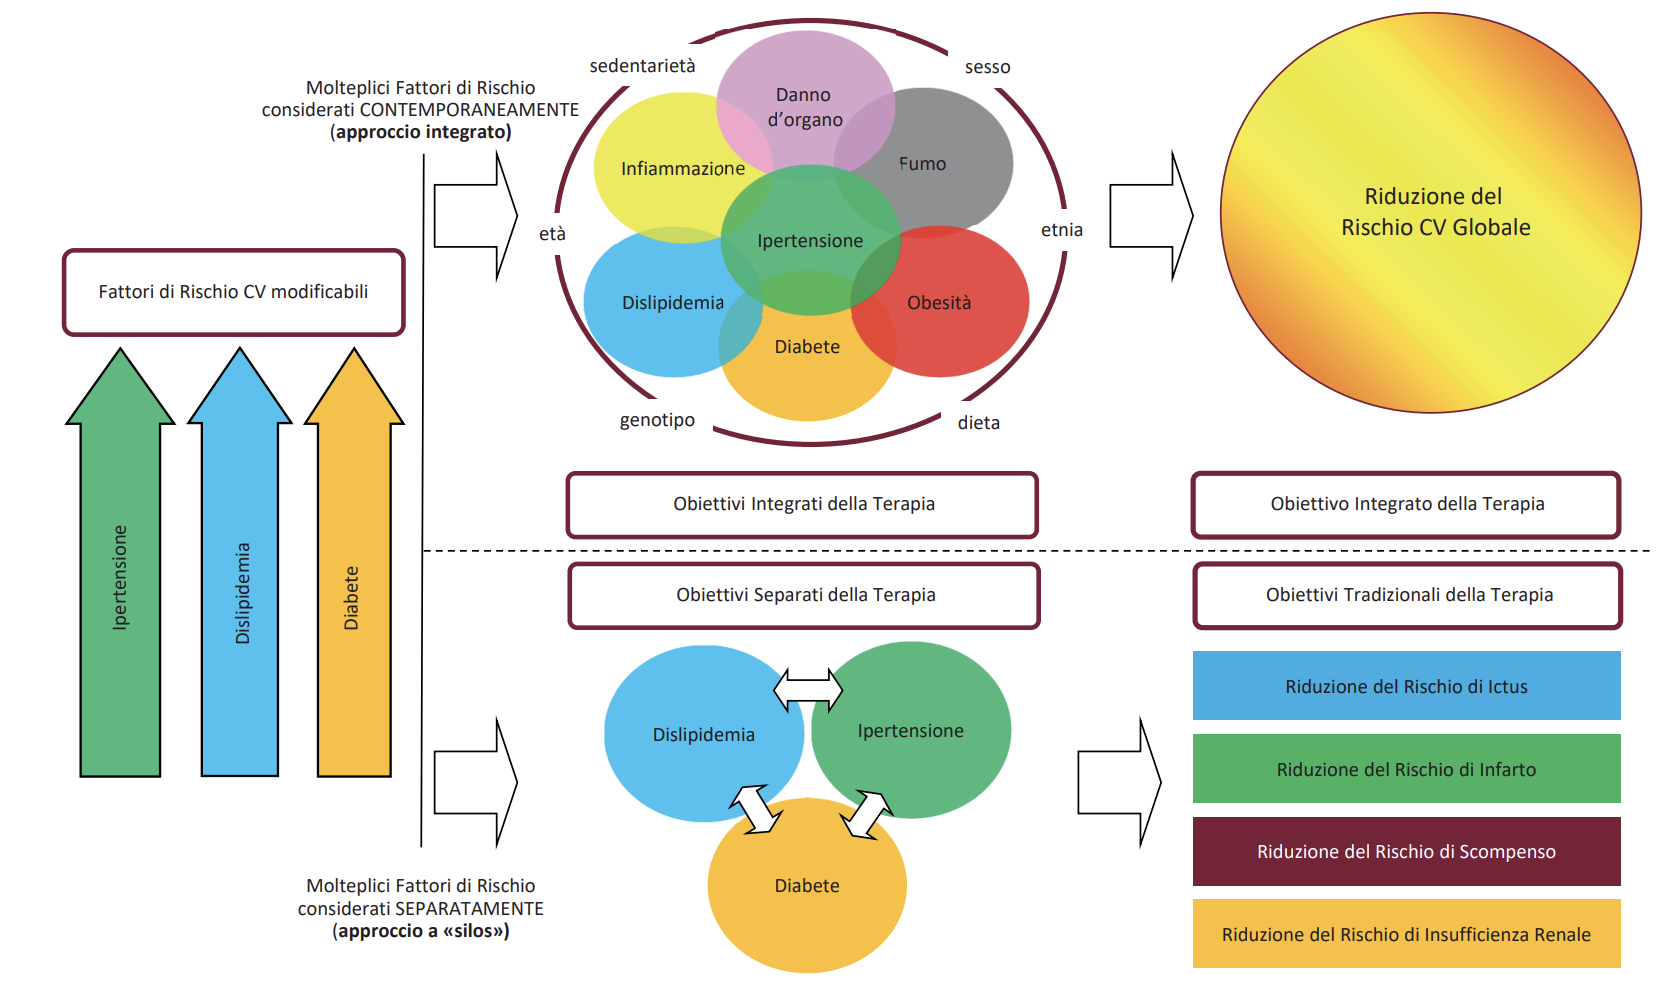 Molteplici Fattori di Rischio
considerati CONTEMPORANEAMENTE
(approccio integrato)
Fattori di Rischio CV modificabili
Ipertensione
Dislipidemia
Diabete
sedentarietà
sesso
età
etnia
genotipo
dieta
Danno
d'organo
Infiammazione
Fumo
Ipertensione
Dislipidemia
Obesità
Diabete
Riduzione del
Rischio CV Globale
Obiettivi Integrati della Terapia
Obiettivo Integrato della Terapia
Obiettivi Separati della Terapia
Obiettivi Tradizionali della Terapia
Dislipidemia
Ipertensione
Diabete
Riduzione del Rischio di Ictus
Riduzione del Rischio di Infarto
Riduzione del Rischio di Scompenso
Riduzione del Rischio di Insufficienza Renale
Molteplici Fattori di Rischio
considerati SEPARATAMENTE
(approccio a «silos»)